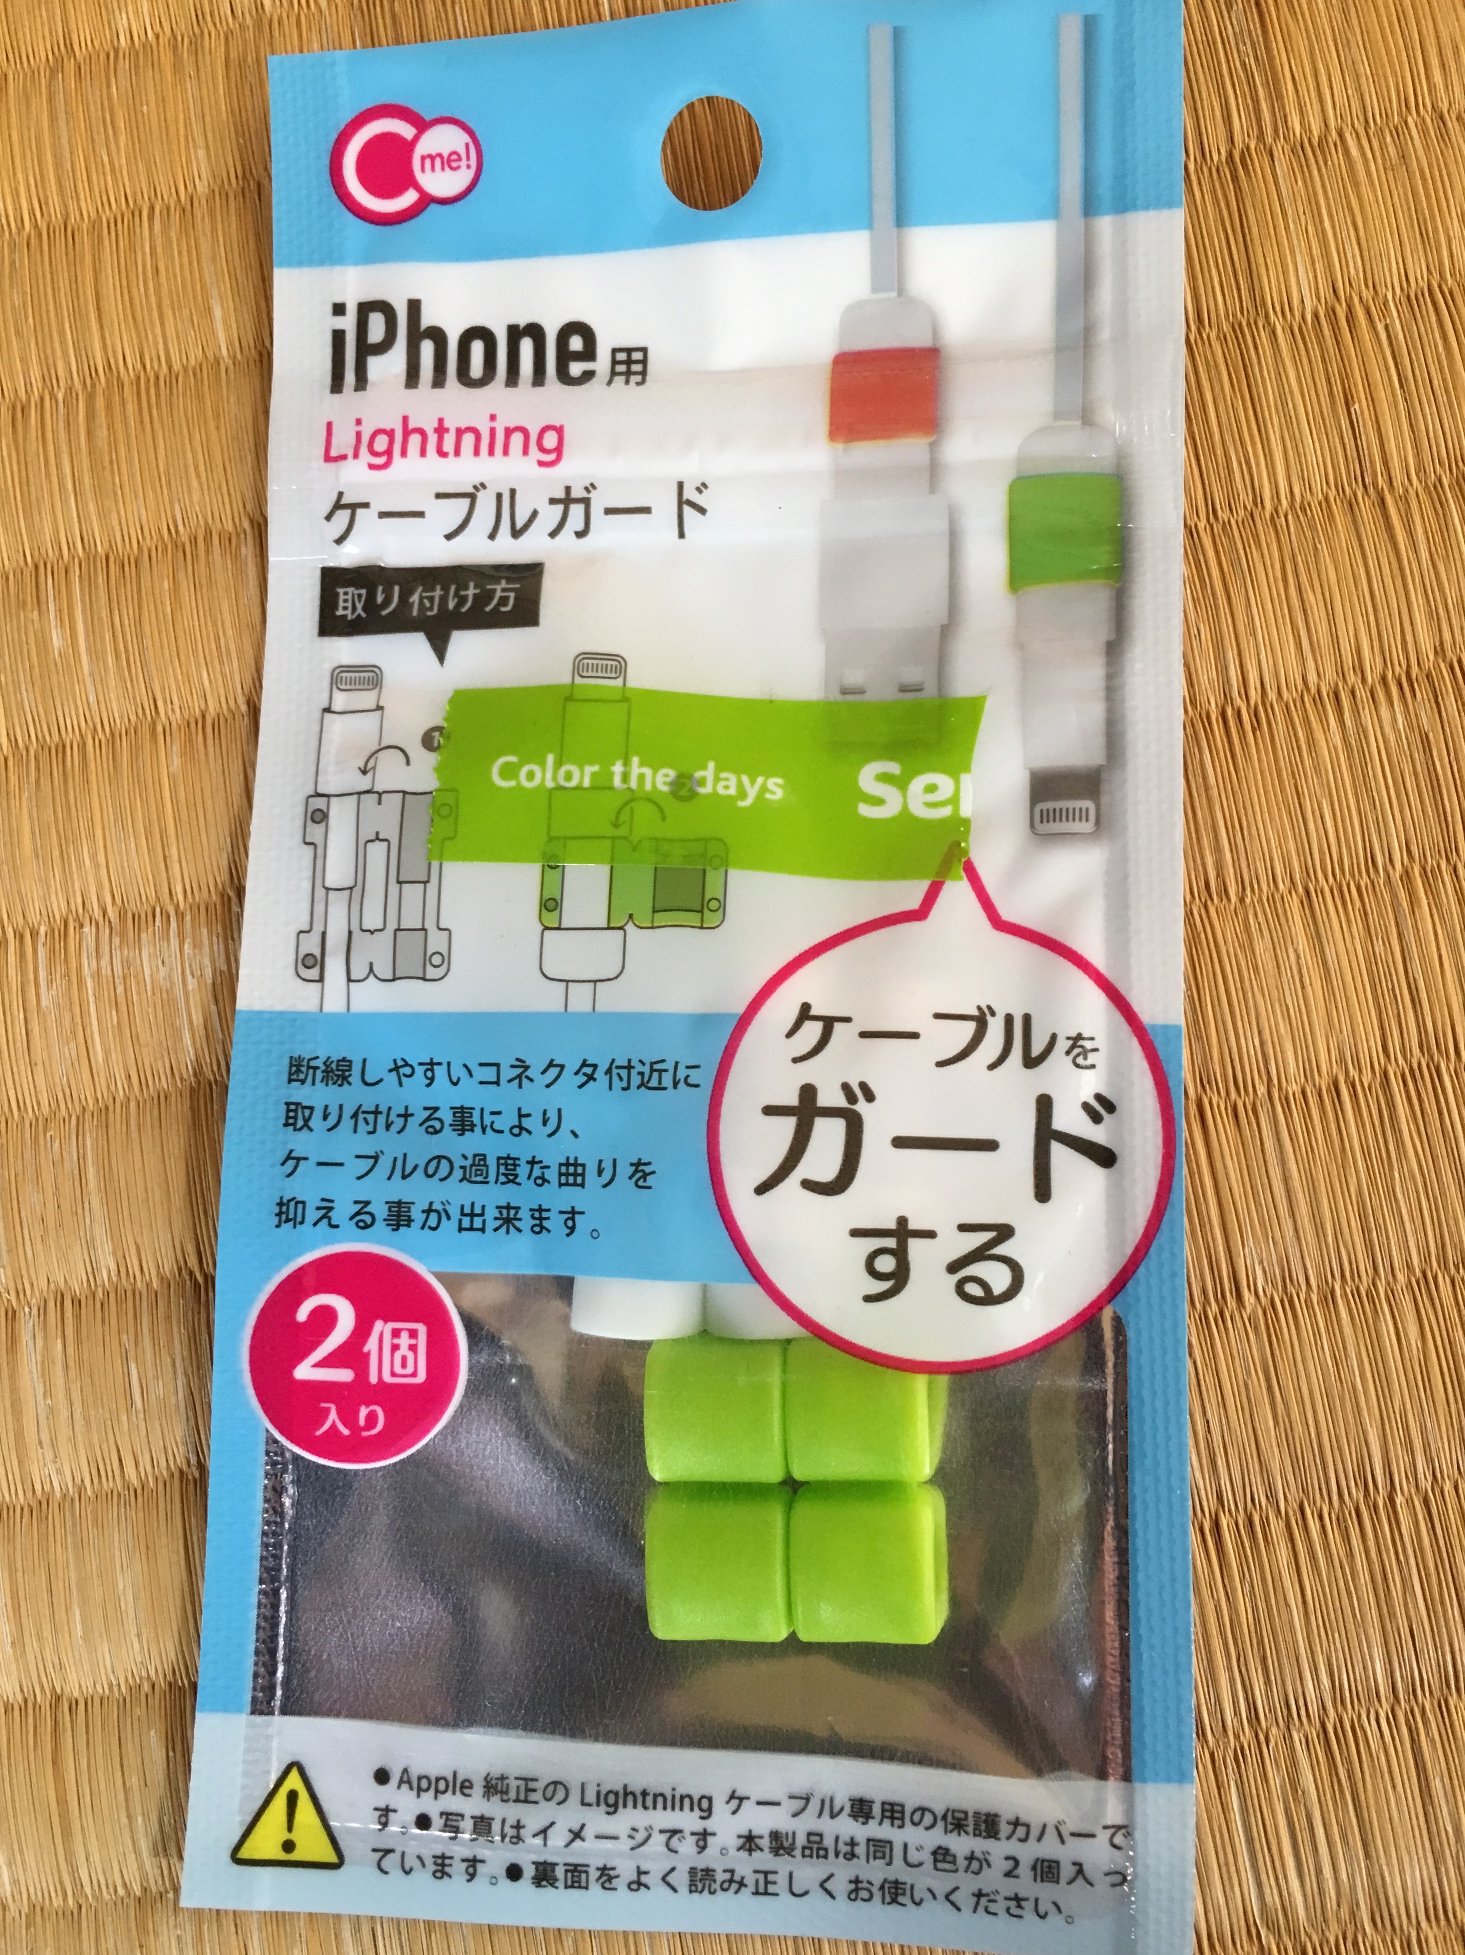 C me!
iPhone用
Lightning
ケーブルガード
取り付け方
1
2
Color the days
Se
ケーブルを
ガード
する
断線しやすいコネクタ付近に
取り付ける事により、
ケーブルの過度な曲りを
抑える事が出来ます。
2個
入り
●Apple 純正の Lightning ケーブル専用の保護カバーで
す。●写真はイメージです。本製品は同じ色が 2 個入っ
ています。●裏面をよく読み正しくお使いください。